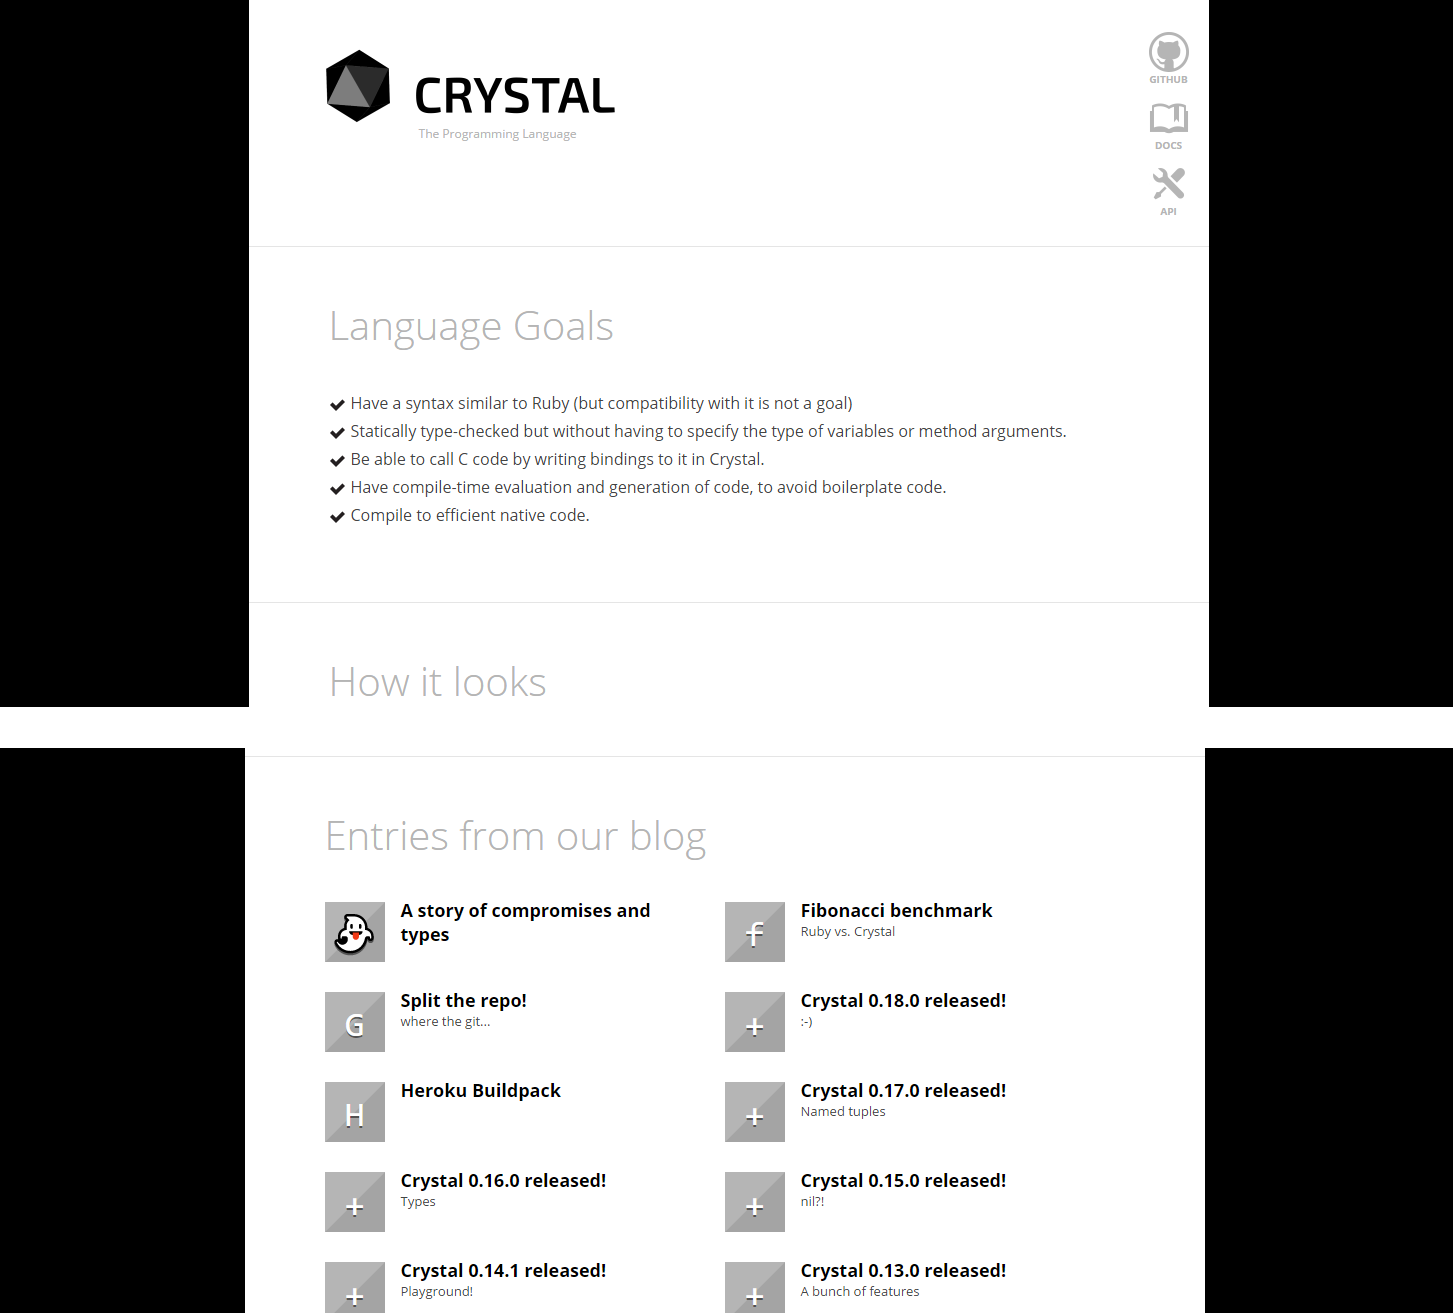 CRYSTAL
The Programming Language
GITHUB
DOCS
API
Language Goals
Have a syntax similar to Ruby (but compatibility with it is not a goal)
Statically type-checked but without having to specify the type of variables or method arguments.
Be able to call C code by writing bindings to it in Crystal.
Have compile-time evaluation and generation of code, to avoid boilerplate code.
Compile to efficient native code.
How it looks
Entries from our blog
A story of compromises and
types
f
Fibonacci benchmark
Ruby vs. Crystal
G
Split the repo!
where the git...
+
Crystal 0.18.0 released!
:-)
H
Heroku Buildpack
+
Crystal 0.17.0 released!
Named tuples
+
Crystal 0.16.0 released!
Types
+
Crystal 0.15.0 released!
nil?!
+
Crystal 0.14.1 released!
Playground!
+
Crystal 0.13.0 released!
A bunch of features